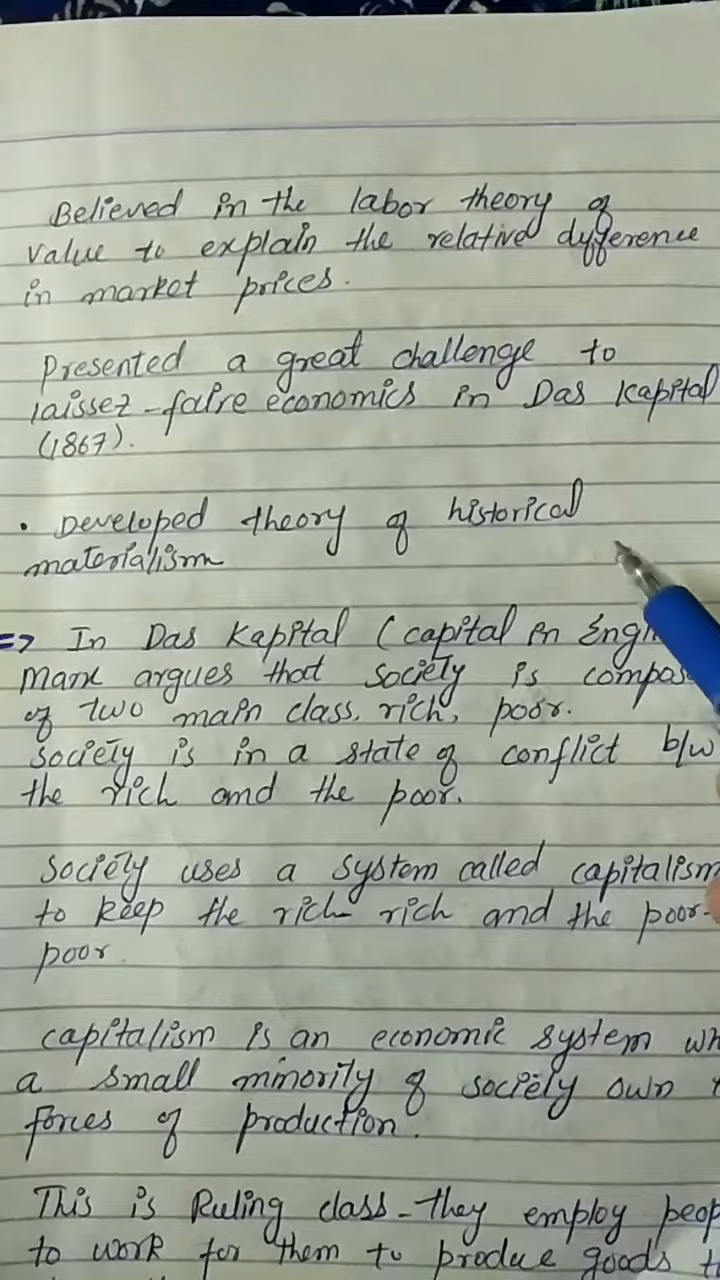 Believed in the labor theory of
value to explain the relative difference
in market prices.
Presented a great challenge to
laissez-faire economics in Das Kapital
(1867).
• Developed theory of historical
materialism
=> In Das Kapital (capital in
Marx argues that society is
of two main class, rich, poor.
society is in a state of conflict b/w
the rich and the poor.
Society uses a system called capitalism
to keep the rich rich and the poor-
poor.
capitalism is an economic system
a small minority of society own
forces of production.
This is Ruling class - they employ
to work for them to produce goods